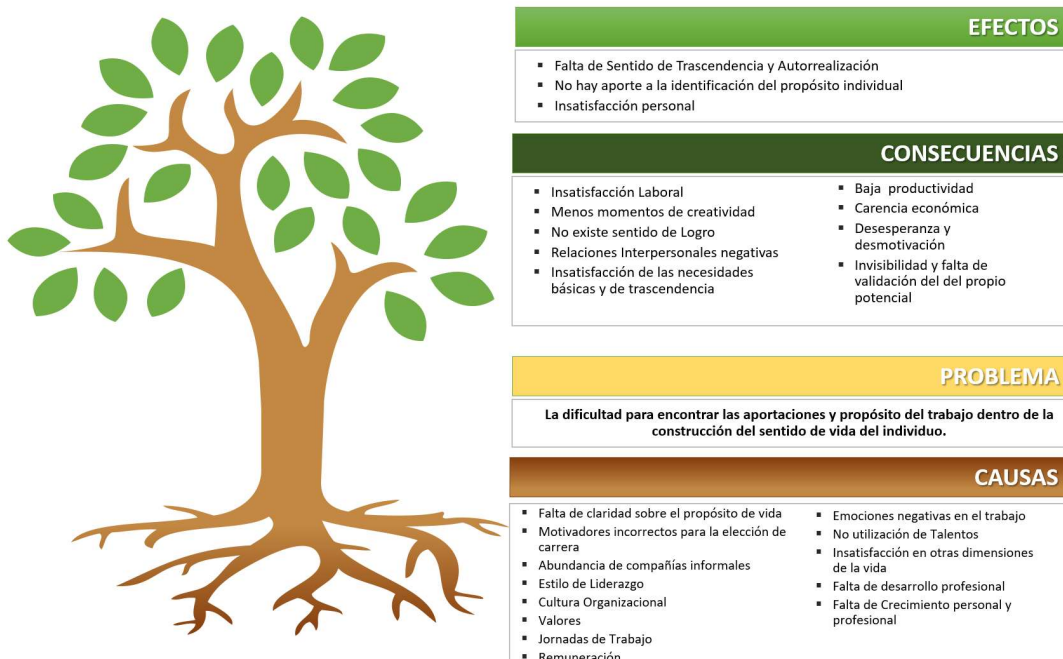 EFECTOS
▪ Falta de Sentido de Trascendencia y Autorrealización
▪ No hay aporte a la identificación del propósito individual
▪ Insatisfacción personal
CONSECUENCIAS
▪ Insatisfacción Laboral
▪ Menos momentos de creatividad
▪ No existe sentido de Logro
▪ Relaciones Interpersonales negativas
▪ Insatisfacción de las necesidades
básicas y de trascendencia
▪ Baja productividad
▪ Carencia económica
▪ Desesperanza y
desmotivación
▪ Invisibilidad y falta de
validación del del propio
potencial
PROBLEMA
La dificultad para encontrar las aportaciones y propósito del trabajo dentro de la
construcción del sentido de vida del individuo.
CAUSAS
▪ Falta de claridad sobre el propósito de vida
▪ Motivadores incorrectos para la elección de
carrera
▪ Abundancia de compañías informales
▪ Estilo de Liderazgo
▪ Cultura Organizacional
▪ Valores
▪ Jornadas de Trabajo
▪ Remuneración
▪ Emociones negativas en el trabajo
▪ No utilización de Talentos
▪ Insatisfacción en otras dimensiones
de la vida
▪ Falta de desarrollo profesional
▪ Falta de Crecimiento personal y
profesional